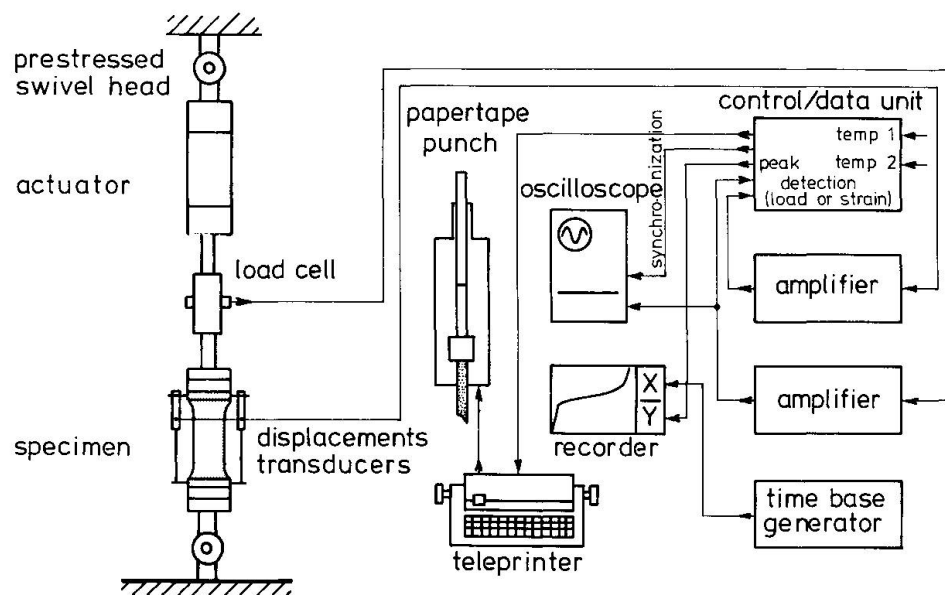 prestressed
swivel head
actuator
load cell
specimen
displacements
transducers
papertape
punch
oscilloscope
synchronization
control/data unit
temp 1
peak temp 2
detection
(load or strain)
amplifier
amplifier
X
Y
recorder
time base
generator
teleprinter